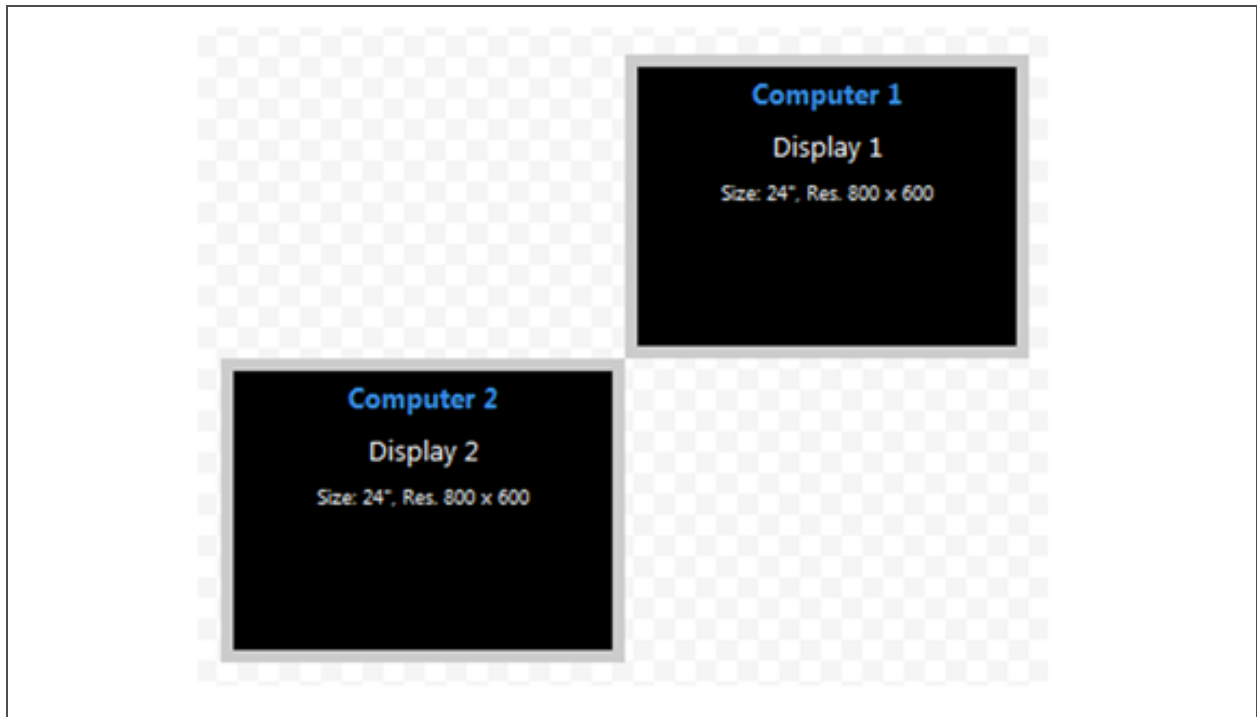 Computer 1
Display 1
Size: 24", Res. 800 x 600
Computer 2
Display 2
Size: 24", Res. 800 x 600